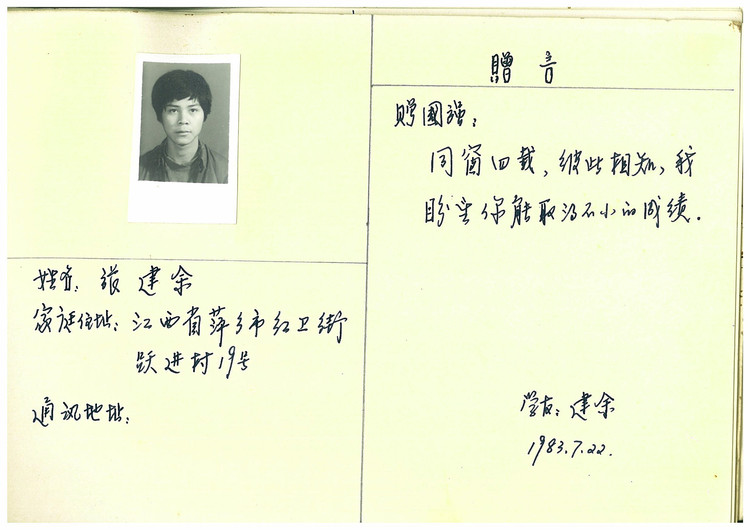 姓名：张建余
家庭住址：江西省萍乡市红卫街
跃进村19号
通讯地址：
贈言
赠國强：
同窗四载，彼此相知，我
盼望你能取得不小的成绩.
学友：建余
1983.7.22.